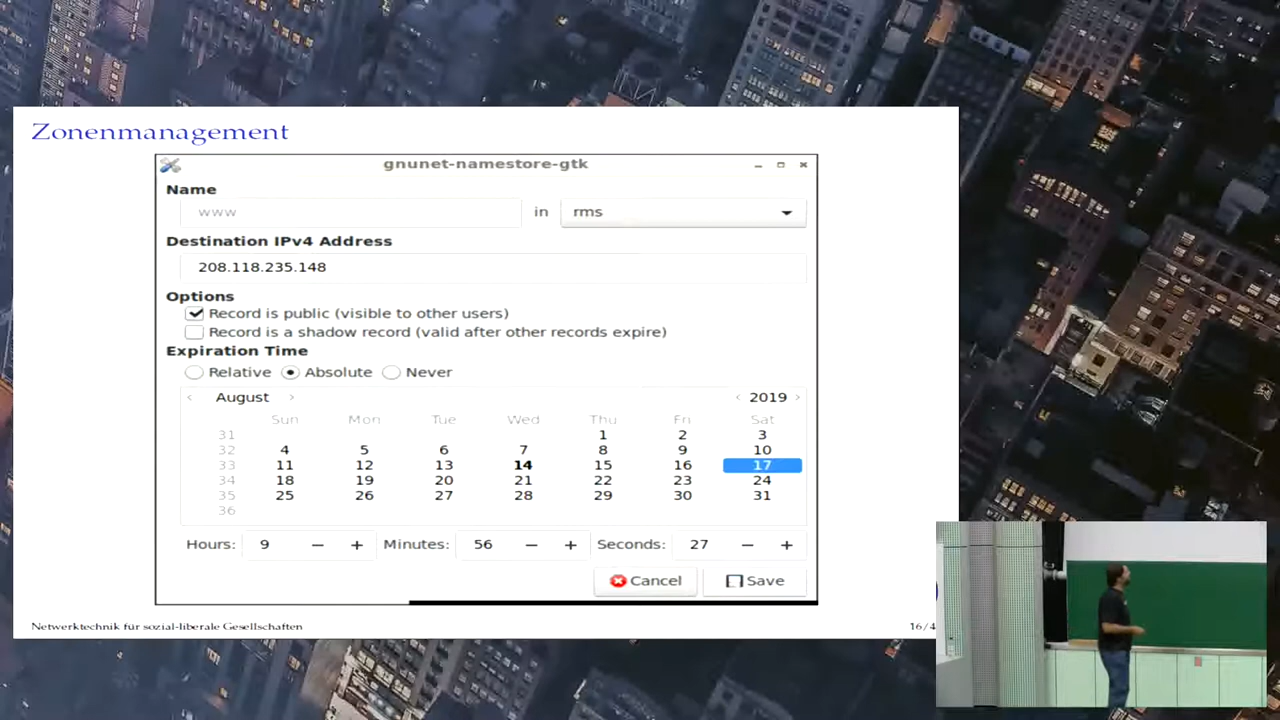 Zonenmanagement
gnunet-namestore-gtk
Name
www in rms
Destination IPv4 Address
208.118.235.148
Options
Record is public (visible to other users)
Record is a shadow record (valid after other records expire)
Expiration Time
Relative Absolute Never
< August > < 2019 >
Sun Mon Tue Wed Thu Fri Sat
31 1 2 3
32 4 5 6 7 8 9 10
33 11 12 13 14 15 16 17
34 18 19 20 21 22 23 24
35 25 26 27 28 29 30 31
36
Hours: 9 − + Minutes: 56 − + Seconds: 27 − +
Cancel Save
Netwerktechnik für sozial-liberale Gesellschaften 16/4